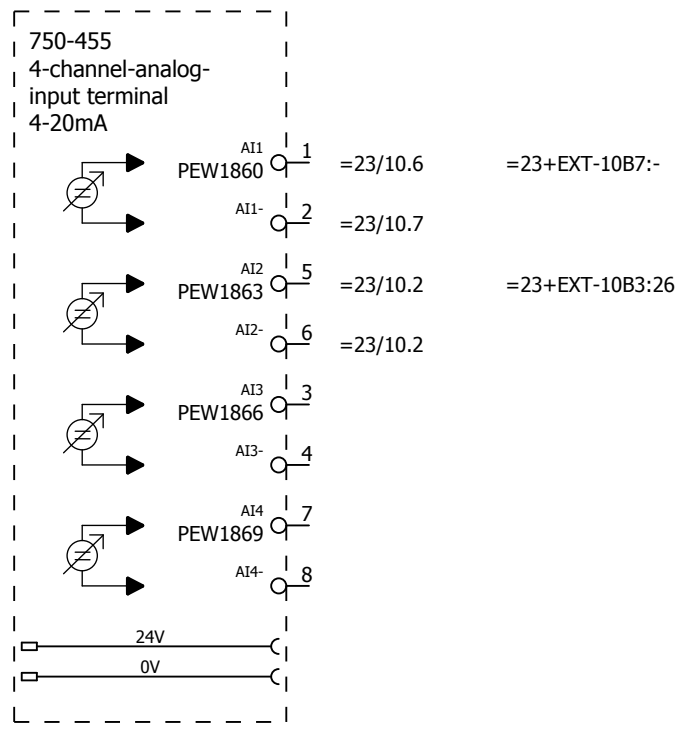 750-455
4-channel-analog-
input terminal
4-20mA
AI1
PEW1860
1
=23/10.6
=23+EXT-10B7:-
AI1-
2
=23/10.7
AI2
PEW1863
5
=23/10.2
=23+EXT-10B3:26
AI2-
6
=23/10.2
AI3
PEW1866
3
AI3-
4
AI4
PEW1869
7
AI4-
8
24V
0V